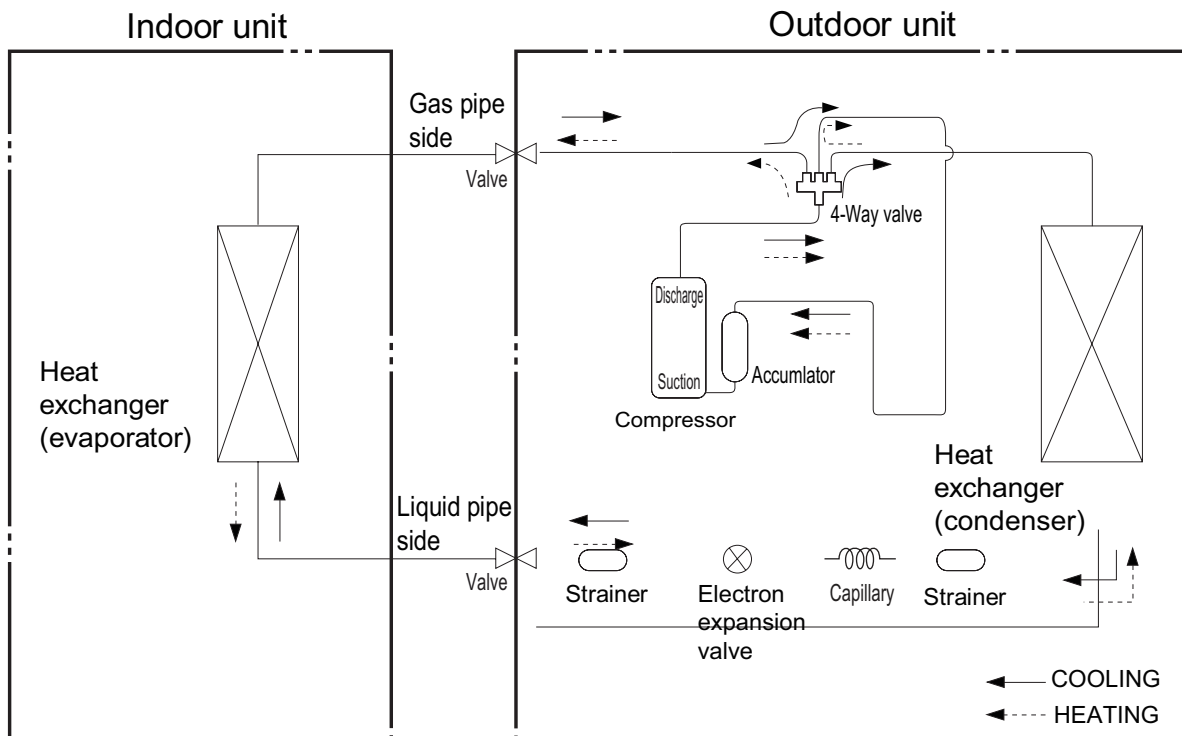 Indoor unit
Outdoor unit
Gas pipe
side
Valve
4-Way valve
Discharge
Suction
Accumlator
Compressor
Heat
exchanger
(evaporator)
Heat
exchanger
(condenser)
Liquid pipe
side
Valve
Strainer
Electron
expansion
valve
Capillary
Strainer
COOLING
HEATING